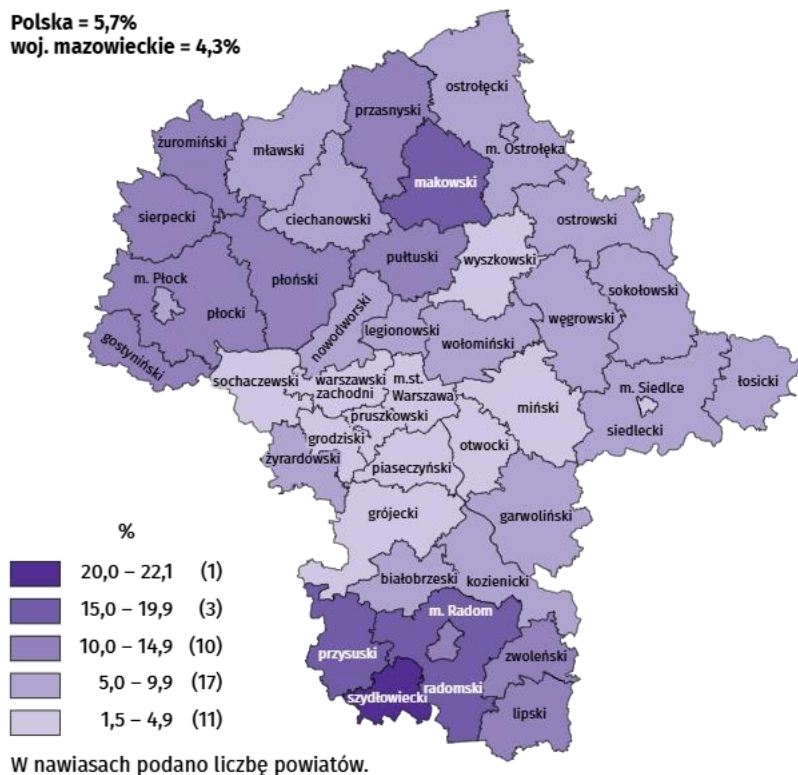 Polska = 5,7%
woj. mazowieckie = 4,3%
ostrołęcki
przasnyski
żuromiński
mławski
m. Ostrołęka
makowski
sierpecki
ciechanowski
ostrowski
pułtuski
wyszkowski
m. Płock
płoński
sokołowski
płocki
węgrowski
nowodworski
legionowski
wołomiński
gostyniński
sochaczewski
warszawski
zachodni
m.st.
Warszawa
m. Siedlce
łosicki
miński
pruszkowski
siedlecki
grodziski
otwocki
żyrardowski
piaseczyński
grójecki
garwoliński
%
20,0 – 22,1 (1)
15,0 – 19,9 (3)
10,0 – 14,9 (10)
5,0 – 9,9 (17)
1,5 – 4,9 (11)
białobrzeski
kozienicki
m. Radom
przysuski
zwoleński
szydłowiecki
radomski
lipski
W nawiasach podano liczbę powiatów.